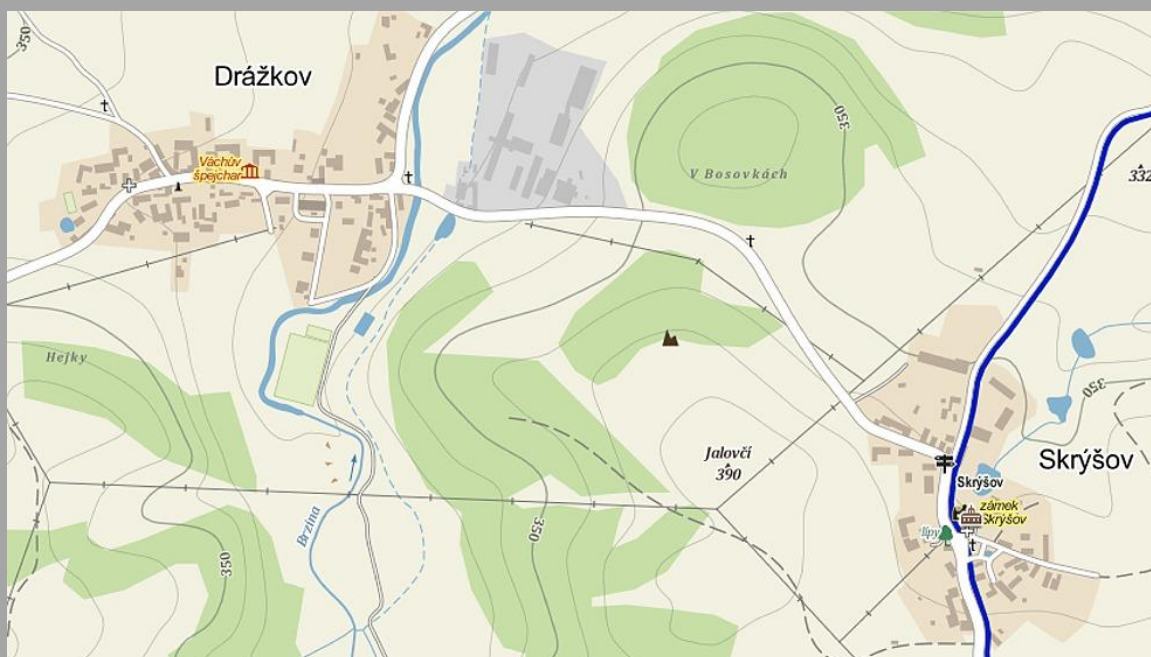 350
Drážkov
Váchův
špejchar
V Bosovkách
350
332
Hejky
350
Skrýšov
Jalovčí
390
Skrýšov
zámek
Skrýšov
lípy
Brzina
350
350